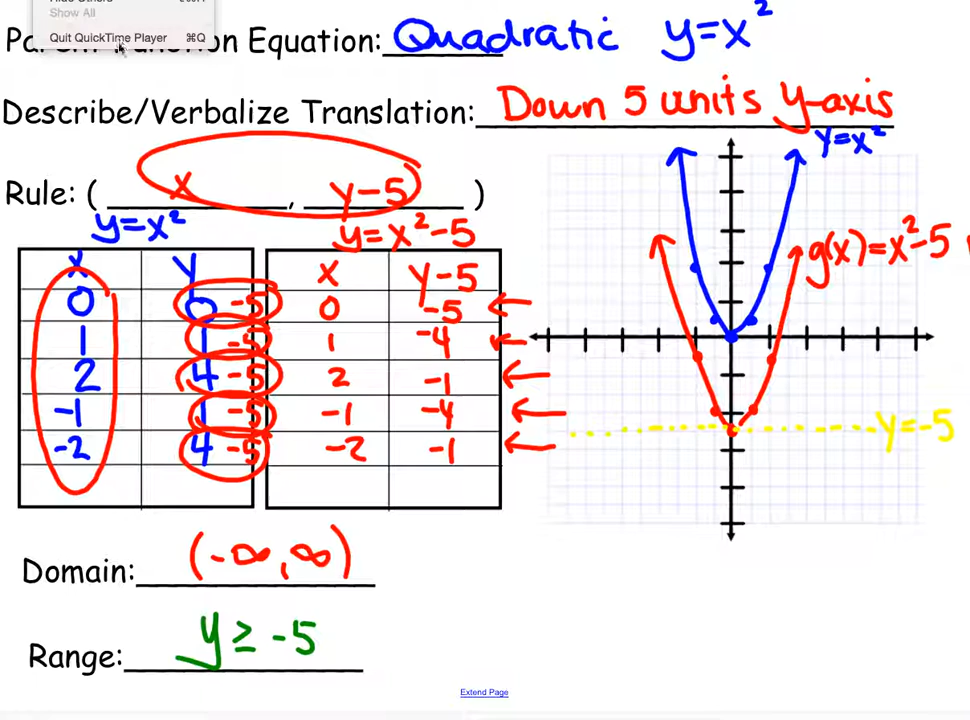 Show All
Quit QuickTime Player ⌘Q
Function Equation: Quadratic y=x²
Describe/Verbalize Translation: Down 5 units y-axis
Rule: ( x , y-5 )
y=x²
y=x²-5
x y x y-5
0 0 -5 0 -5
1 1 -5 1 -4
2 4 -5 2 -1
-1 1 -5 -1 -4
-2 4 -5 -2 -1
y=x²
g(x)=x²-5
y=-5
Domain: (-∞,∞)
Range: y ≥ -5
Extend Page